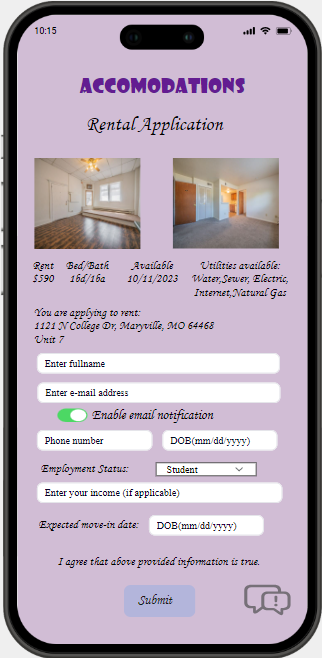 10:15
ACCOMODATIONS
Rental Application
Rent Bed/Bath Available Utilities available:
$590 1bd/1ba 10/11/2023 Water,Sewer, Electric,
Internet,Natural Gas
You are applying to rent:
1121 N College Dr, Maryville, MO 64468
Unit 7
Enter fullname
Enter e-mail address
Enable email notification
Phone number DOB(mm/dd/yyyy)
Employment Status: Student
Enter your income (if applicable)
Expected move-in date: DOB(mm/dd/yyyy)
I agree that above provided information is true.
Submit